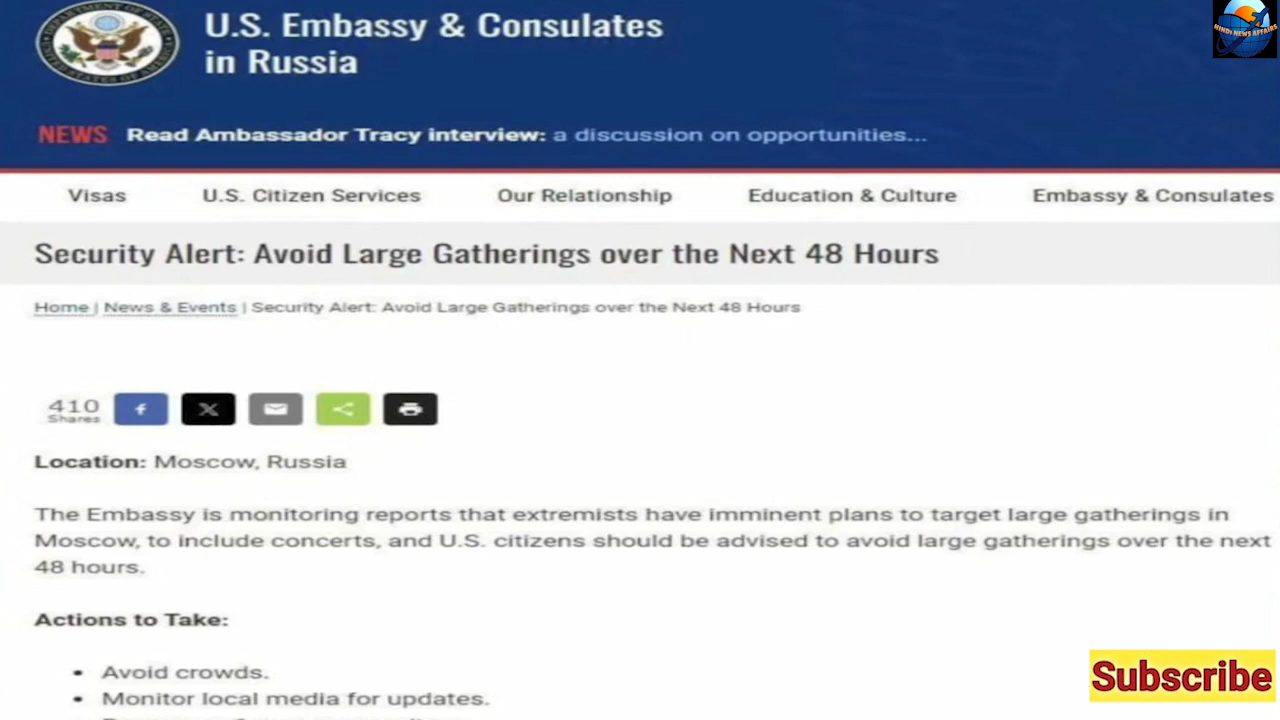 U.S. Embassy & Consulates
in Russia
HINDI NEWS AFFAIRS
NEWS Read Ambassador Tracy interview: a discussion on opportunities...
Visas U.S. Citizen Services Our Relationship Education & Culture Embassy & Consulates
Security Alert: Avoid Large Gatherings over the Next 48 Hours
Home | News & Events | Security Alert: Avoid Large Gatherings over the Next 48 Hours
410
Shares
Location: Moscow, Russia
The Embassy is monitoring reports that extremists have imminent plans to target large gatherings in
Moscow, to include concerts, and U.S. citizens should be advised to avoid large gatherings over the next
48 hours.
Actions to Take:
• Avoid crowds.
• Monitor local media for updates.
Subscribe